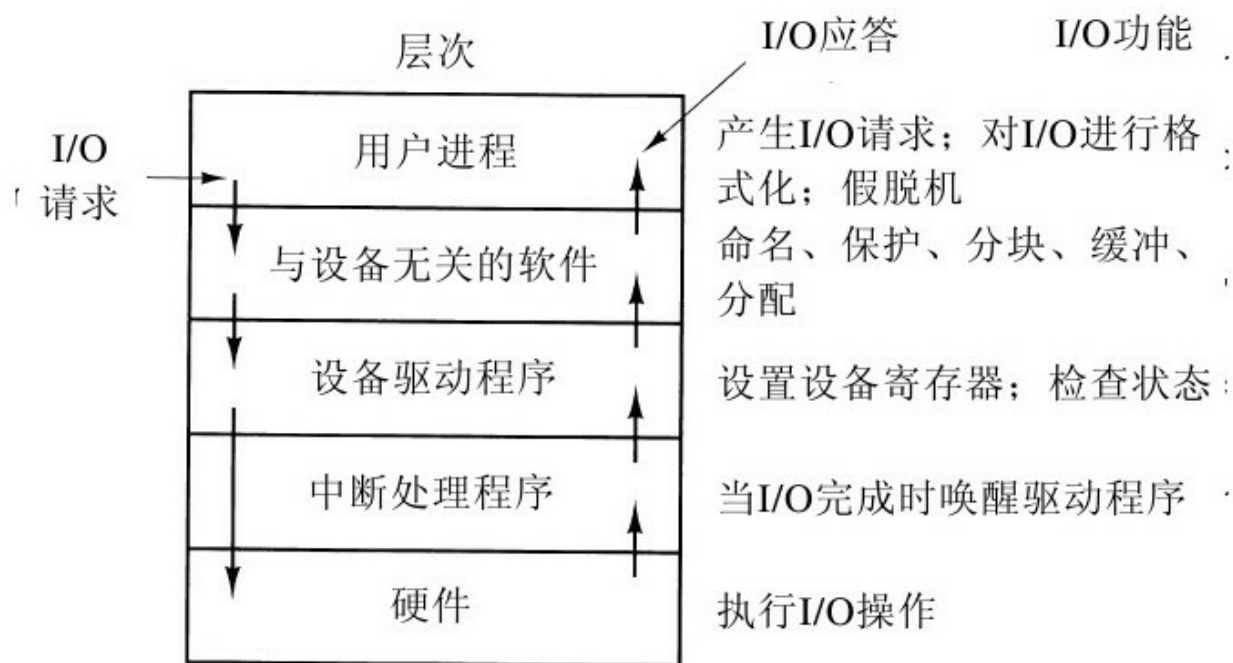 层次
I/O应答
I/O功能
I/O
请求
用户进程
产生I/O请求；对I/O进行格
式化；假脱机
与设备无关的软件
命名、保护、分块、缓冲、
分配
设备驱动程序
设置设备寄存器；检查状态
中断处理程序
当I/O完成时唤醒驱动程序
硬件
执行I/O操作